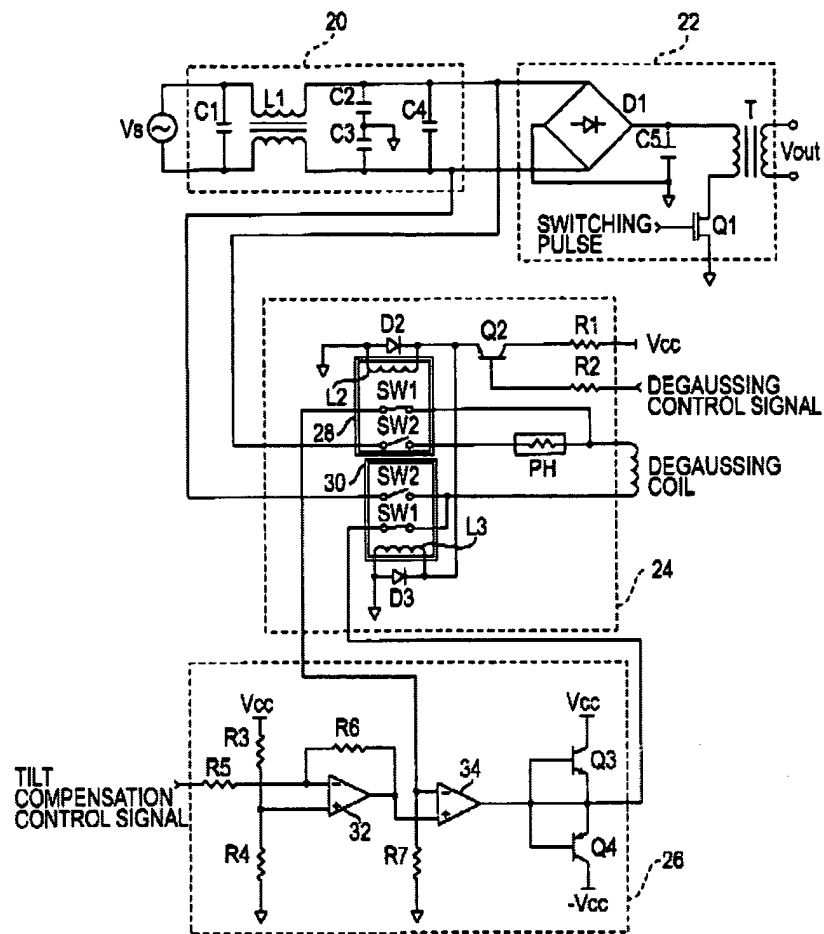 20
22
C1
L1
C2
C3
C4
VB
D1
C5
T
Vout
SWITCHING
PULSE
Q1
D2
Q2
R1
Vcc
R2
DEGAUSSING
CONTROL SIGNAL
L2
SW1
28
SW2
PH
DEGAUSSING
COIL
30
SW2
SW1
L3
D3
24
Vcc
R3
R6
Vcc
Q3
34
R5
TILT
COMPENSATION
CONTROL SIGNAL
32
R4
R7
Q4
-Vcc
26